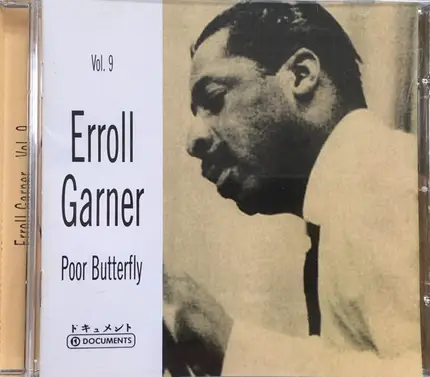 Vol. 9
Erroll
Garner
Poor Butterfly
ドキュメント
DOCUMENTS
Erroll Garner Vol. 9